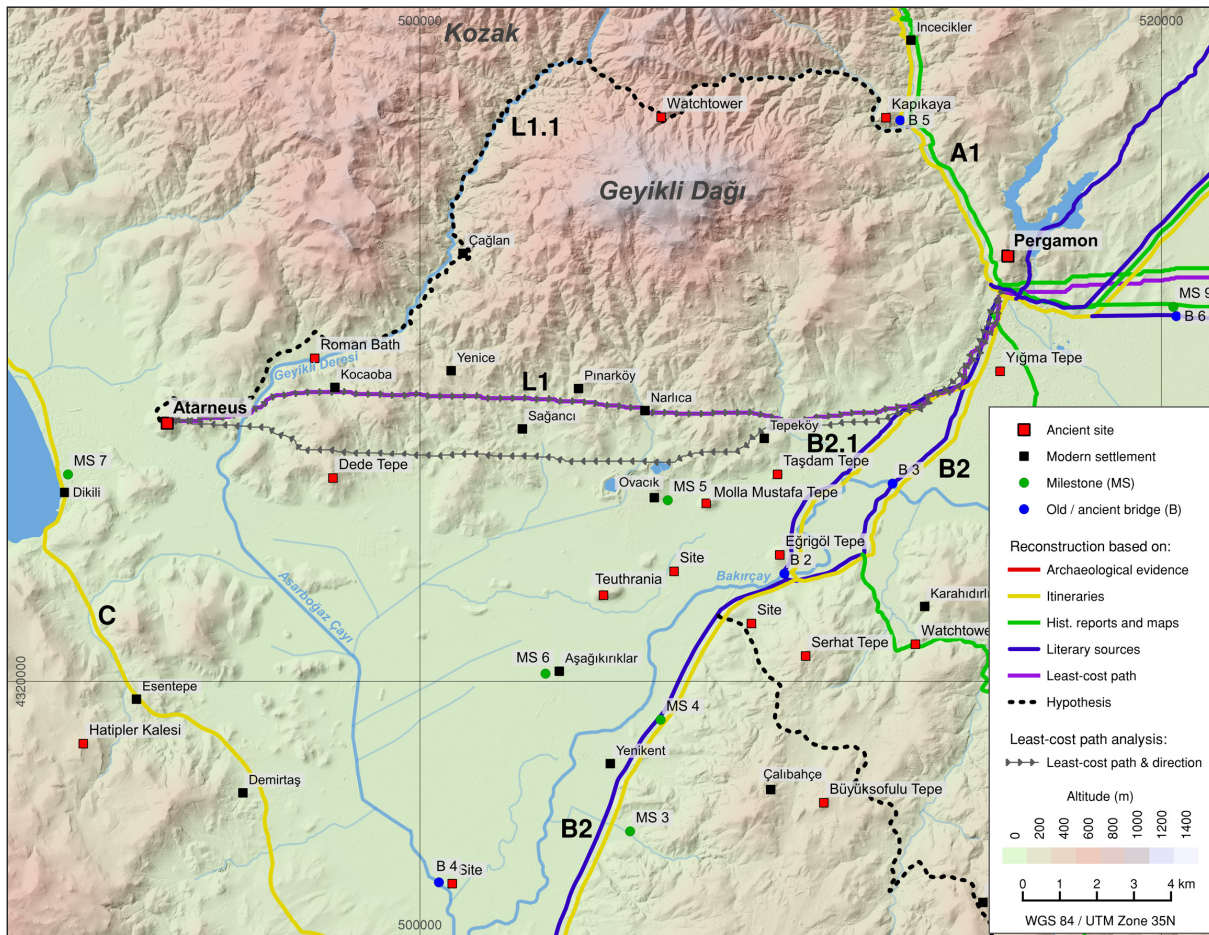 500000
520000
Kozak
Incecikler
Watchtower
Kapıkaya
B 5
L1.1
A1
Geyikli Dağı
Çağlan
Pergamon
MS 9
B 6
Roman Bath
Geyikli Deresi
Yenice
Yığma Tepe
Kocaoba
L1
Pınarköy
Narlıca
Atarneus
Sağancı
Tepeköy
B2.1
B2
MS 7
Dikili
Dede Tepe
Taşdam Tepe
B 3
Ovacık
MS 5
Molla Mustafa Tepe
Eğrigöl Tepe
B 2
Site
Bakırçay
Teuthrania
Asarboğaz Çayı
C
Site
Karahıdırlı
Serhat Tepe
Watchtowe
MS 6
Aşağıkırıklar
4320000
4320000
Esentepe
Hatipler Kalesi
MS 4
Yenikent
Demirtaş
Çalıbahçe
Büyüksofulu Tepe
B2
MS 3
B 4
Site
500000
Ancient site
Modern settlement
Milestone (MS)
Old / ancient bridge (B)
Reconstruction based on:
Archaeological evidence
Itineraries
Hist. reports and maps
Literary sources
Least-cost path
Hypothesis
Least-cost path analysis:
Least-cost path & direction
Altitude (m)
0 200 400 600 800 1000 1200 1400
0 1 2 3 4 km
WGS 84 / UTM Zone 35N